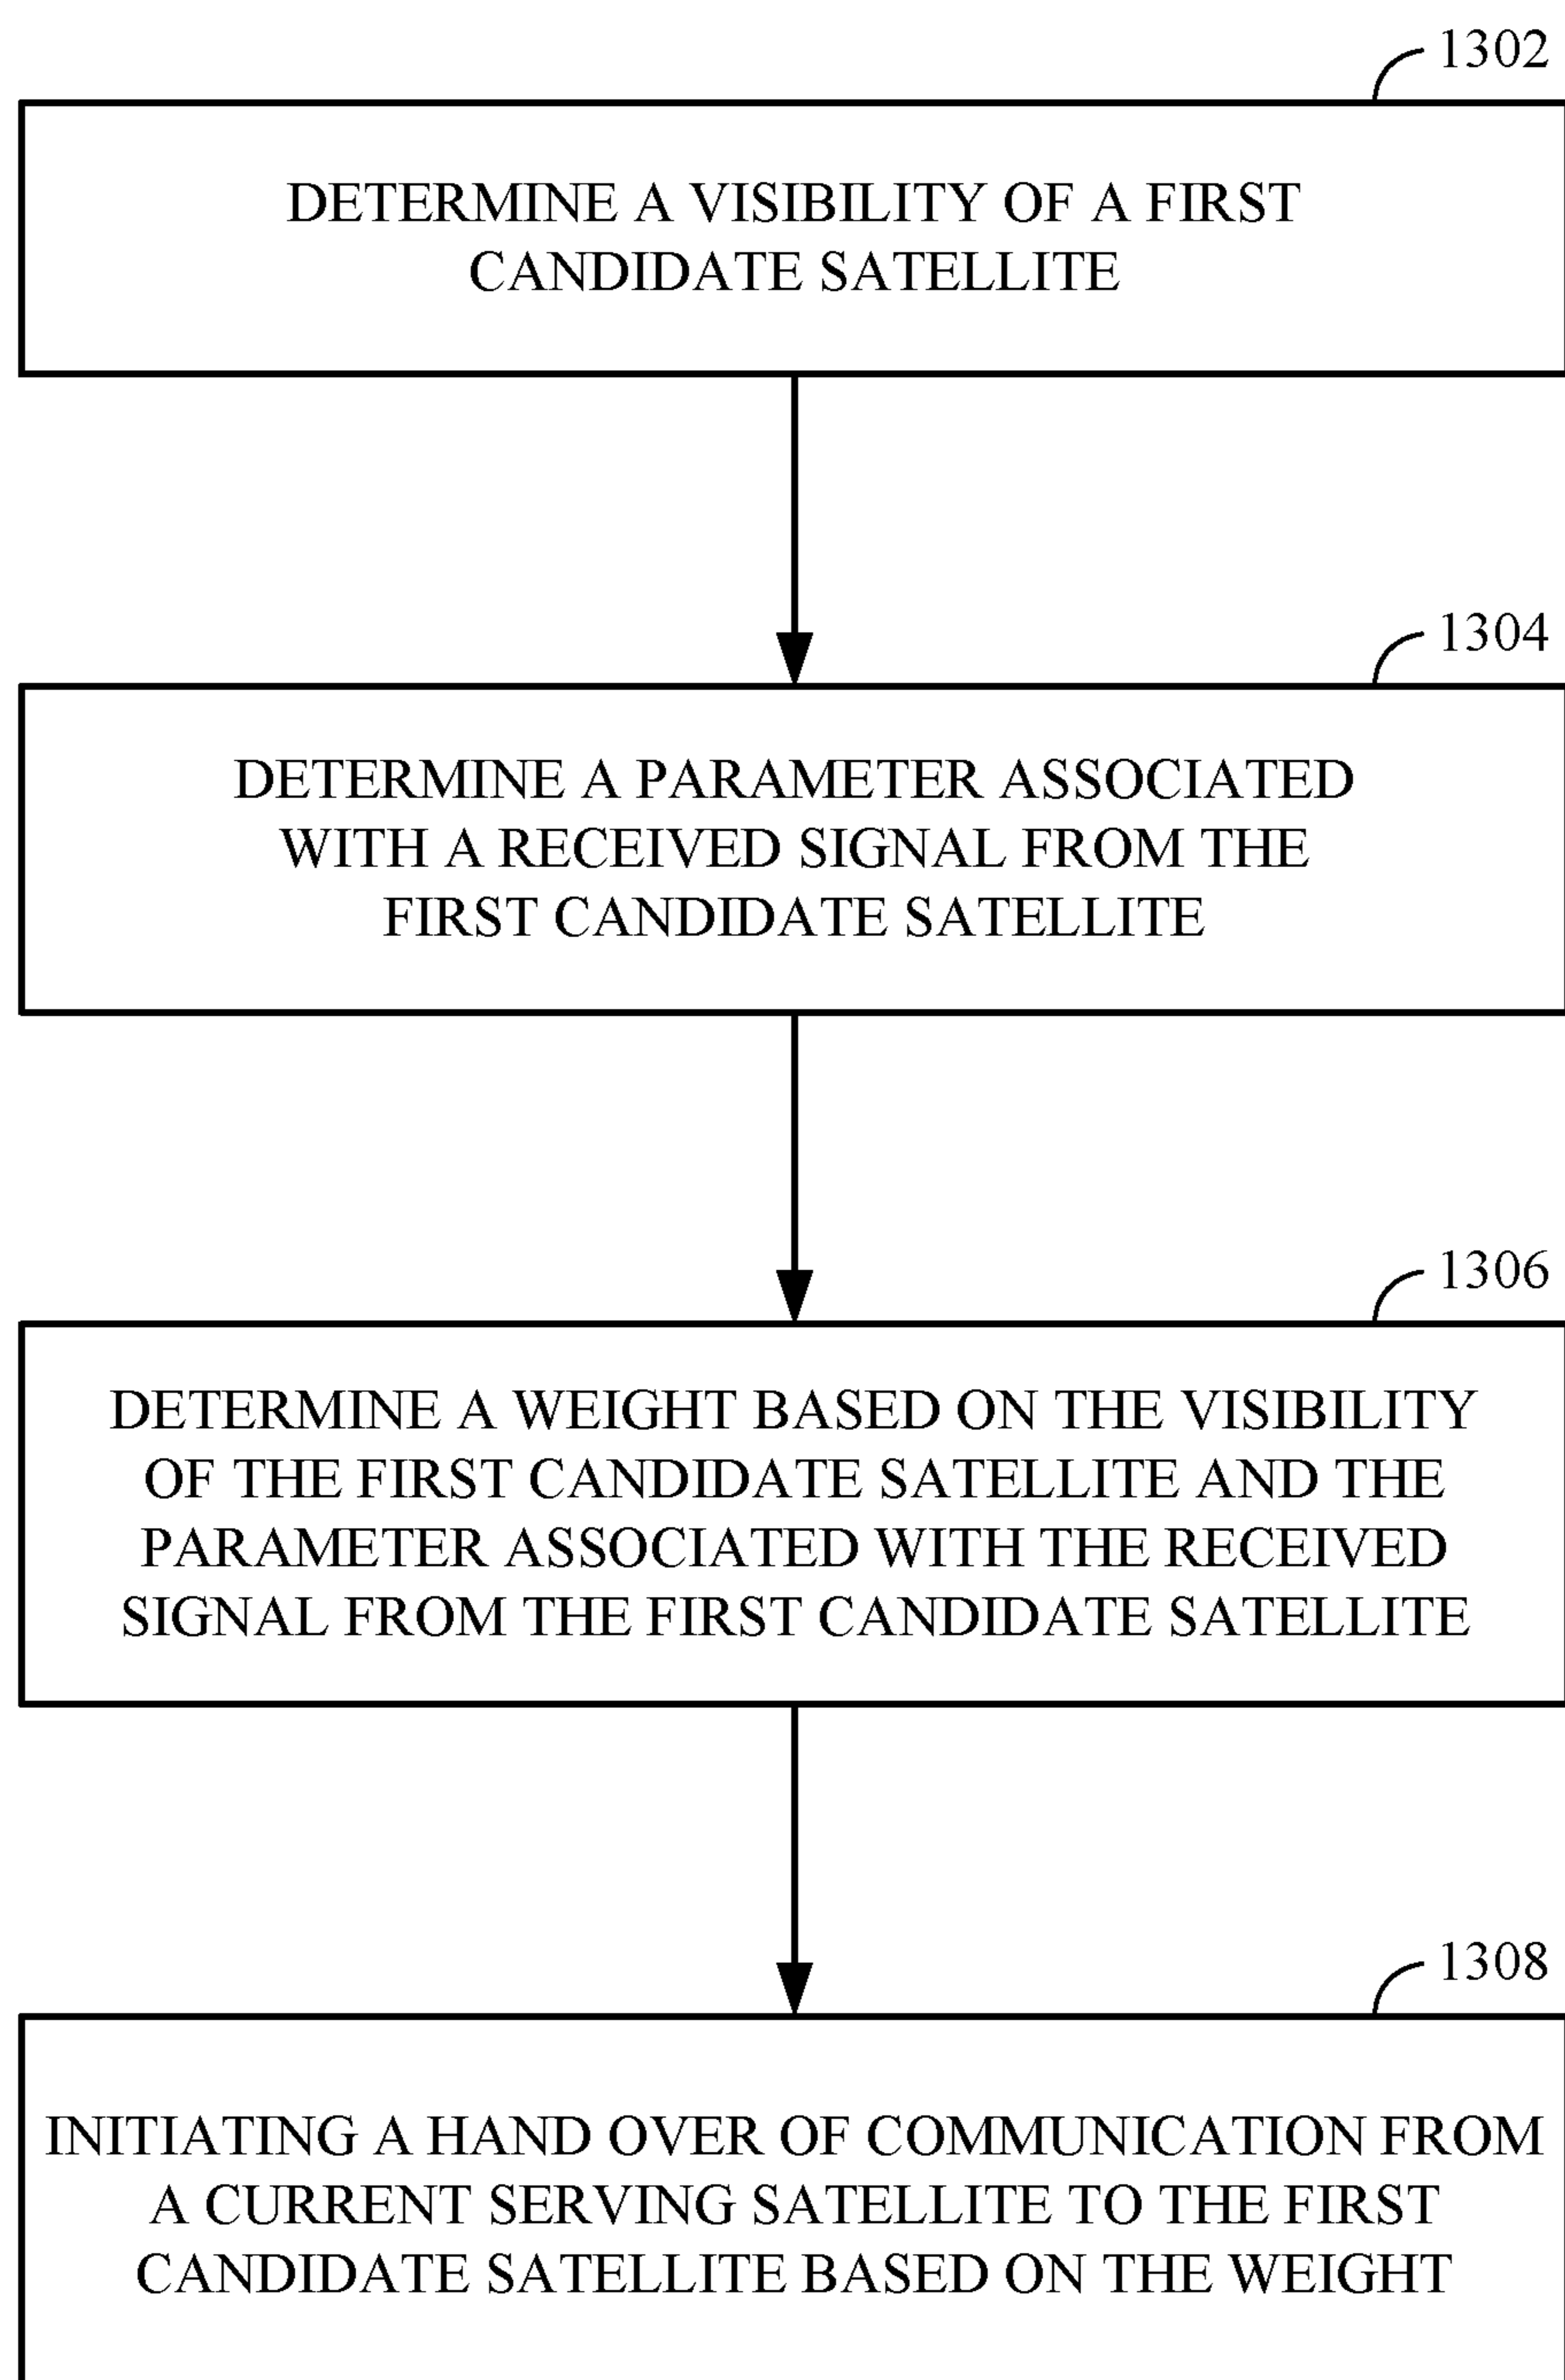 1302
DETERMINE A VISIBILITY OF A FIRST
CANDIDATE SATELLITE
1304
DETERMINE A PARAMETER ASSOCIATED
WITH A RECEIVED SIGNAL FROM THE
FIRST CANDIDATE SATELLITE
1306
DETERMINE A WEIGHT BASED ON THE VISIBILITY
OF THE FIRST CANDIDATE SATELLITE AND THE
PARAMETER ASSOCIATED WITH THE RECEIVED
SIGNAL FROM THE FIRST CANDIDATE SATELLITE
1308
INITIATING A HAND OVER OF COMMUNICATION FROM
A CURRENT SERVING SATELLITE TO THE FIRST
CANDIDATE SATELLITE BASED ON THE WEIGHT